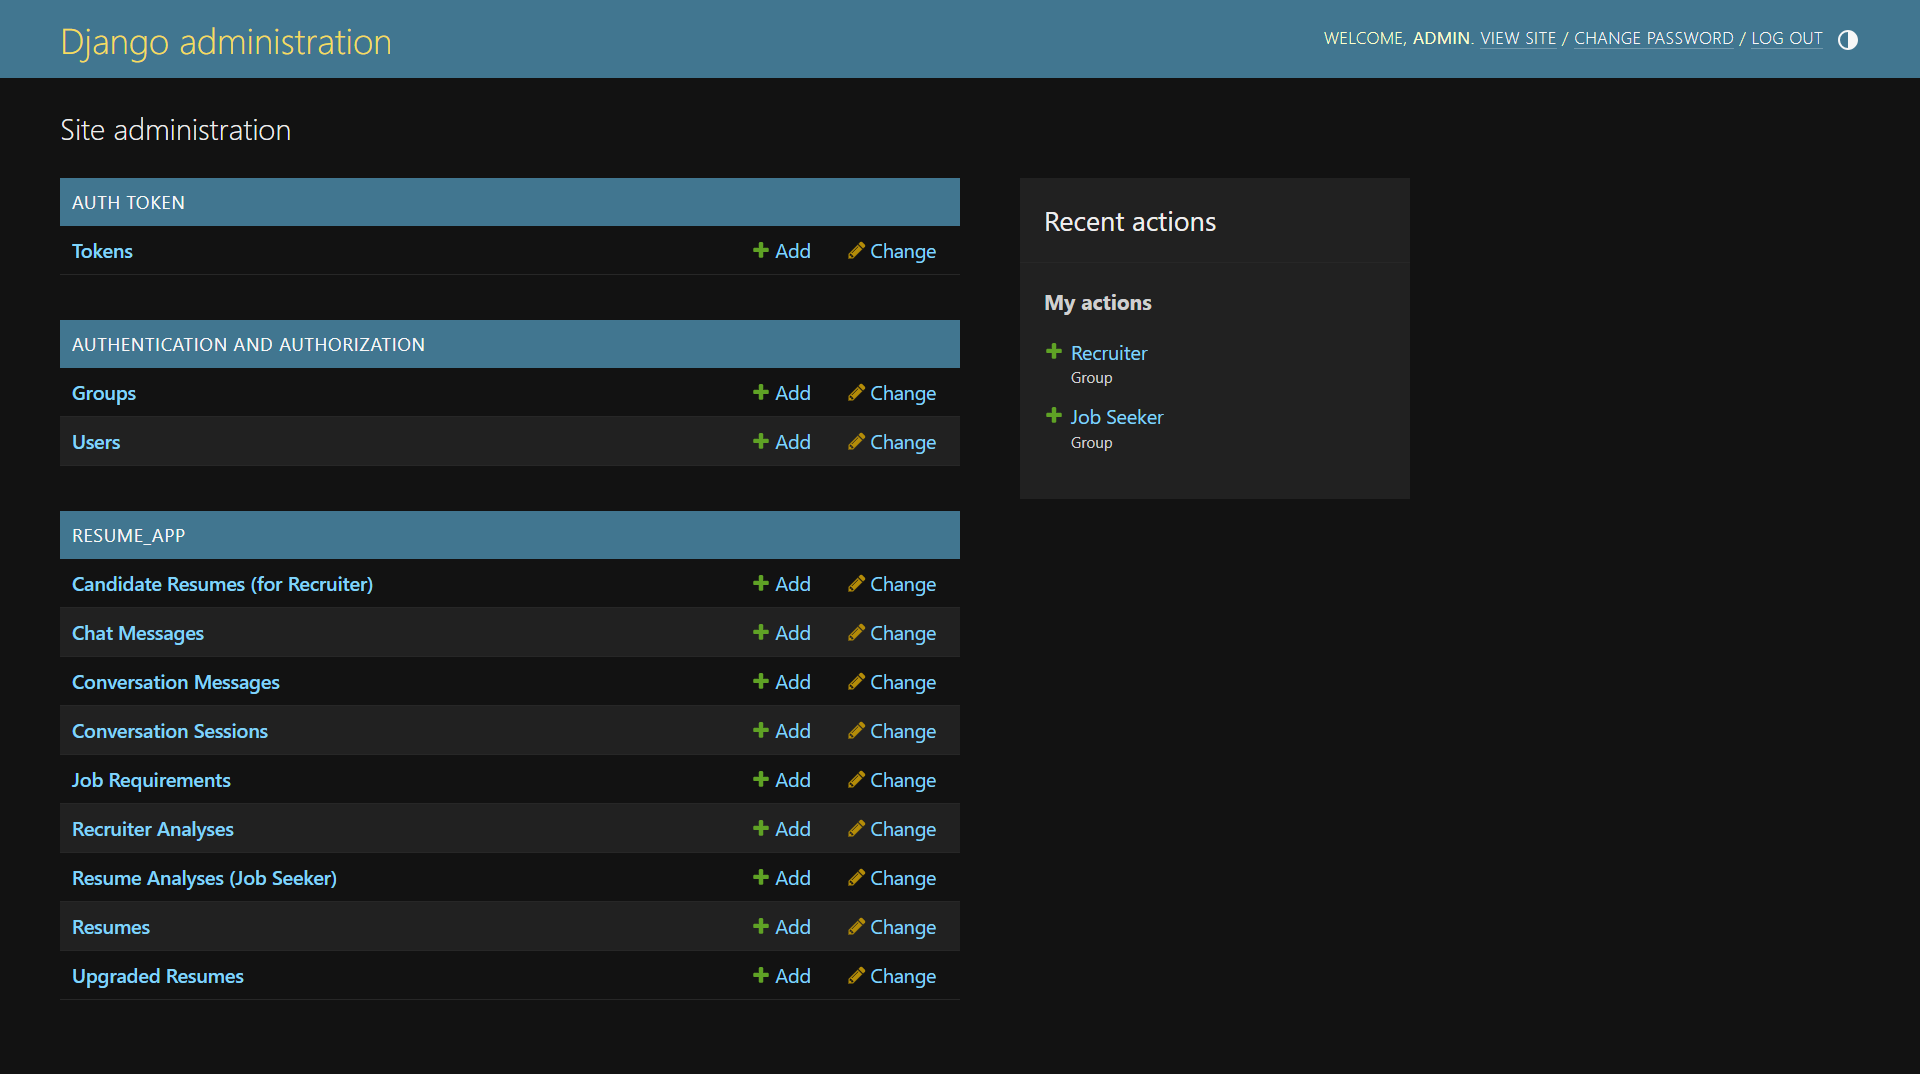 Django administration
WELCOME, ADMIN. VIEW SITE / CHANGE PASSWORD / LOG OUT
Site administration
AUTH TOKEN
Tokens Add Change
AUTHENTICATION AND AUTHORIZATION
Groups Add Change
Users Add Change
RESUME_APP
Candidate Resumes (for Recruiter) Add Change
Chat Messages Add Change
Conversation Messages Add Change
Conversation Sessions Add Change
Job Requirements Add Change
Recruiter Analyses Add Change
Resume Analyses (Job Seeker) Add Change
Resumes Add Change
Upgraded Resumes Add Change
Recent actions
My actions
Recruiter
Group
Job Seeker
Group